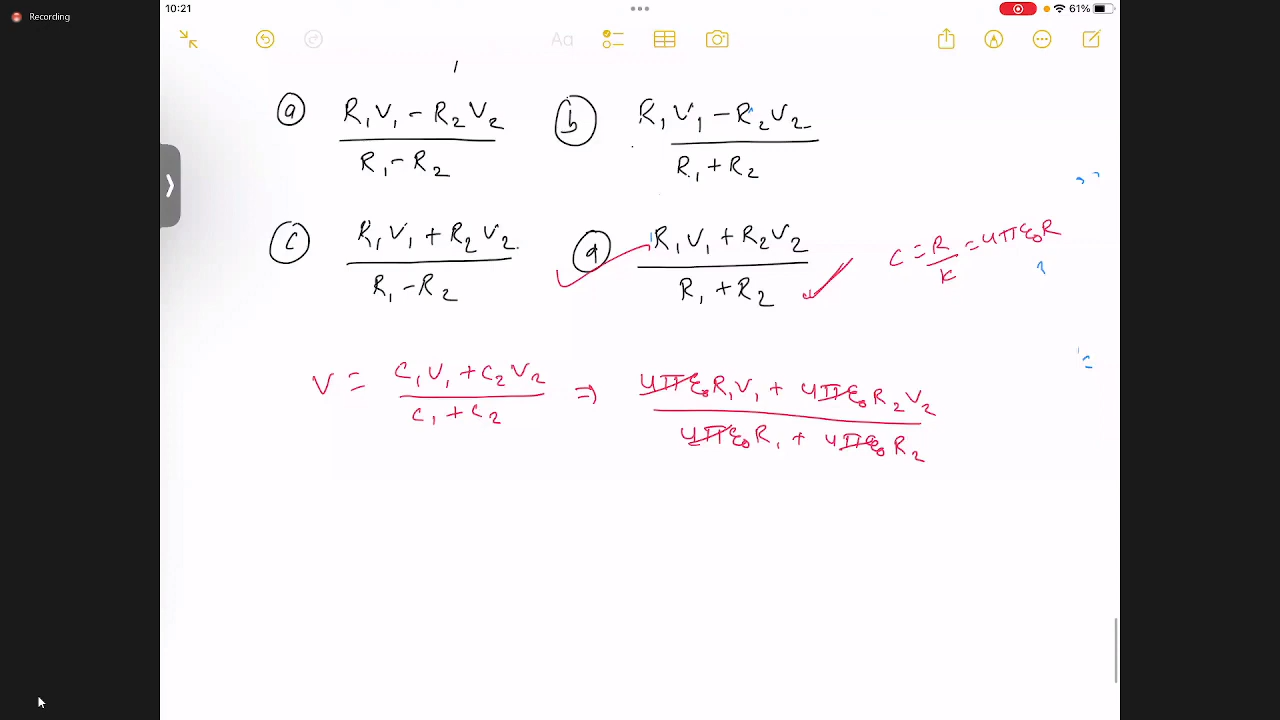 Recording
10:21
61%
Aa
ⓐ (R₁V₁ - R₂V₂)/(R₁ - R₂) ⓑ (R₁V₁ - R₂V₂)/(R₁ + R₂)
ⓒ (R₁V₁ + R₂V₂)/(R₁ - R₂) ⓓ (R₁V₁ + R₂V₂)/(R₁ + R₂) C = R/K = 4πε₀R
V = (C₁V₁ + C₂V₂)/(C₁ + C₂) ⇒ (4πε₀R₁V₁ + 4πε₀R₂V₂)/(4πε₀R₁ + 4πε₀R₂)